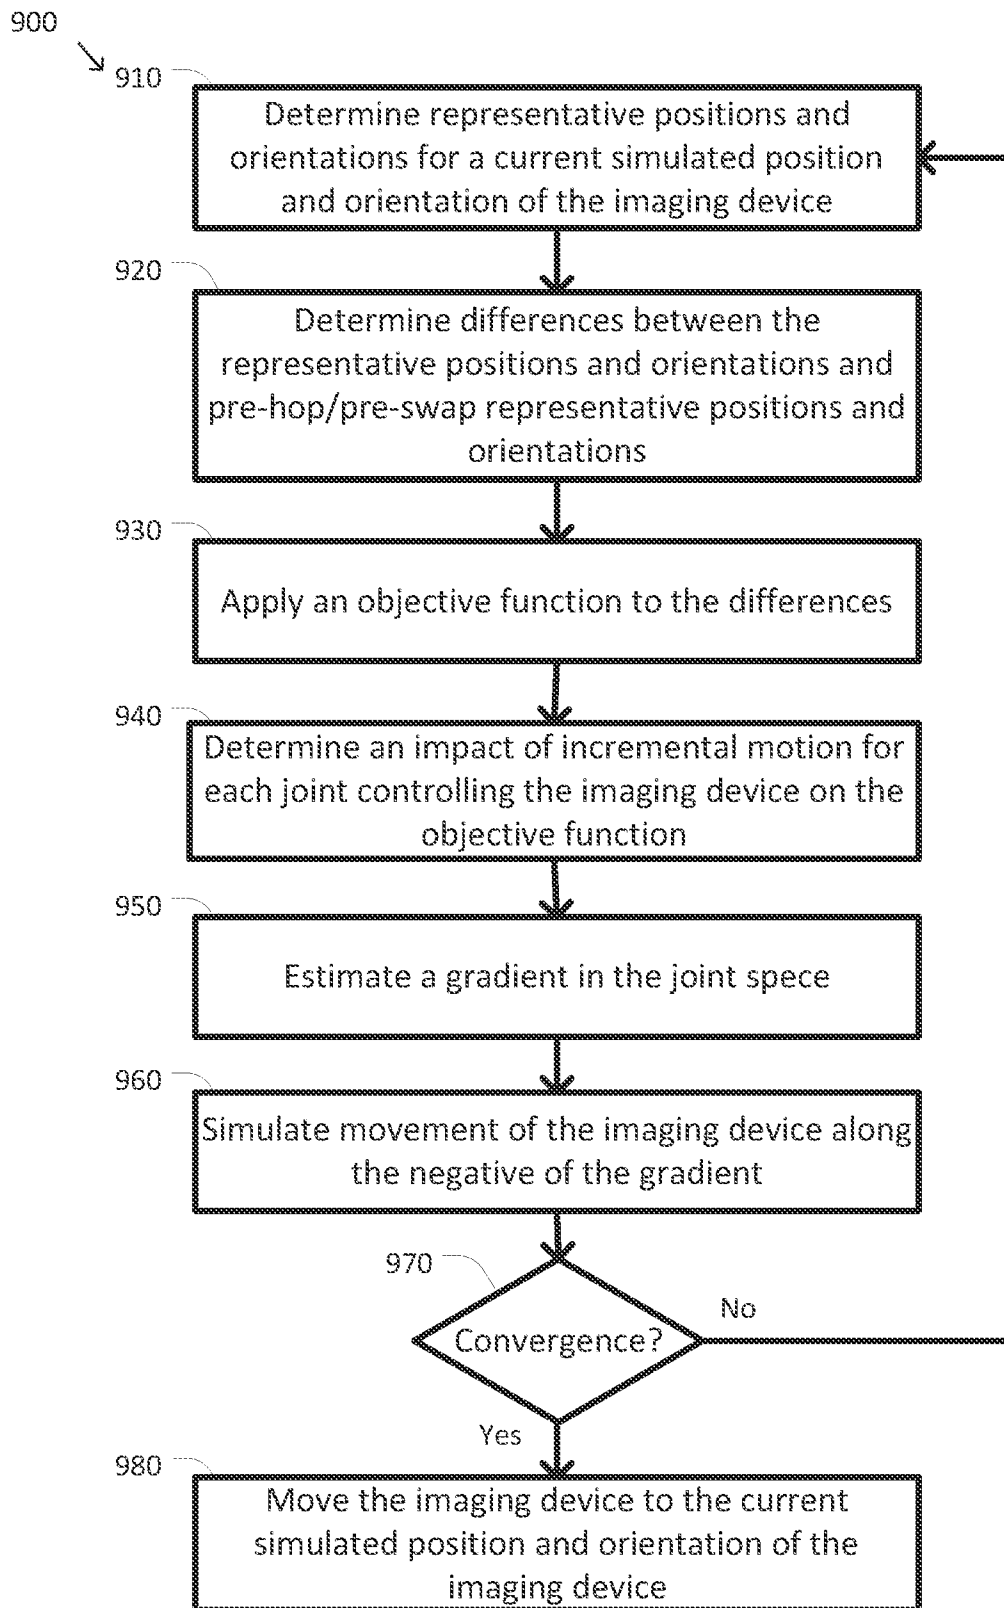 900
910
Determine representative positions and
orientations for a current simulated position
and orientation of the imaging device
920
Determine differences between the
representative positions and orientations and
pre-hop/pre-swap representative positions and
orientations
930
Apply an objective function to the differences
940
Determine an impact of incremental motion for
each joint controlling the imaging device on the
objective function
950
Estimate a gradient in the joint spece
960
Simulate movement of the imaging device along
the negative of the gradient
970
Convergence?
No
Yes
980
Move the imaging device to the current
simulated position and orientation of the
imaging device